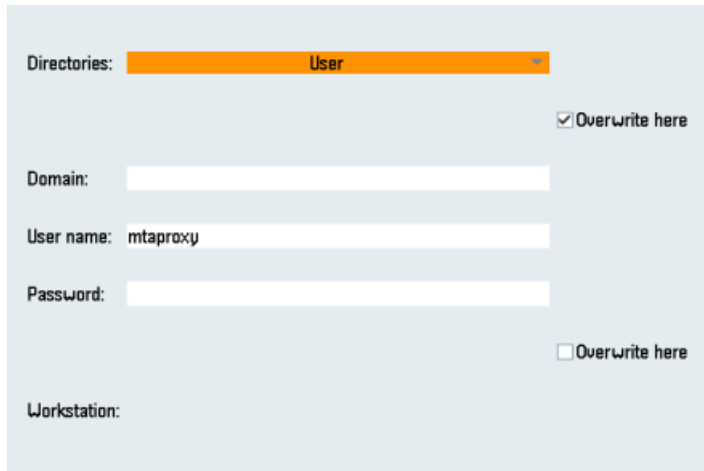 Directories: User
Overwrite here
Domain:
User name: mtaproxy
Password:
Overwrite here
Workstation: